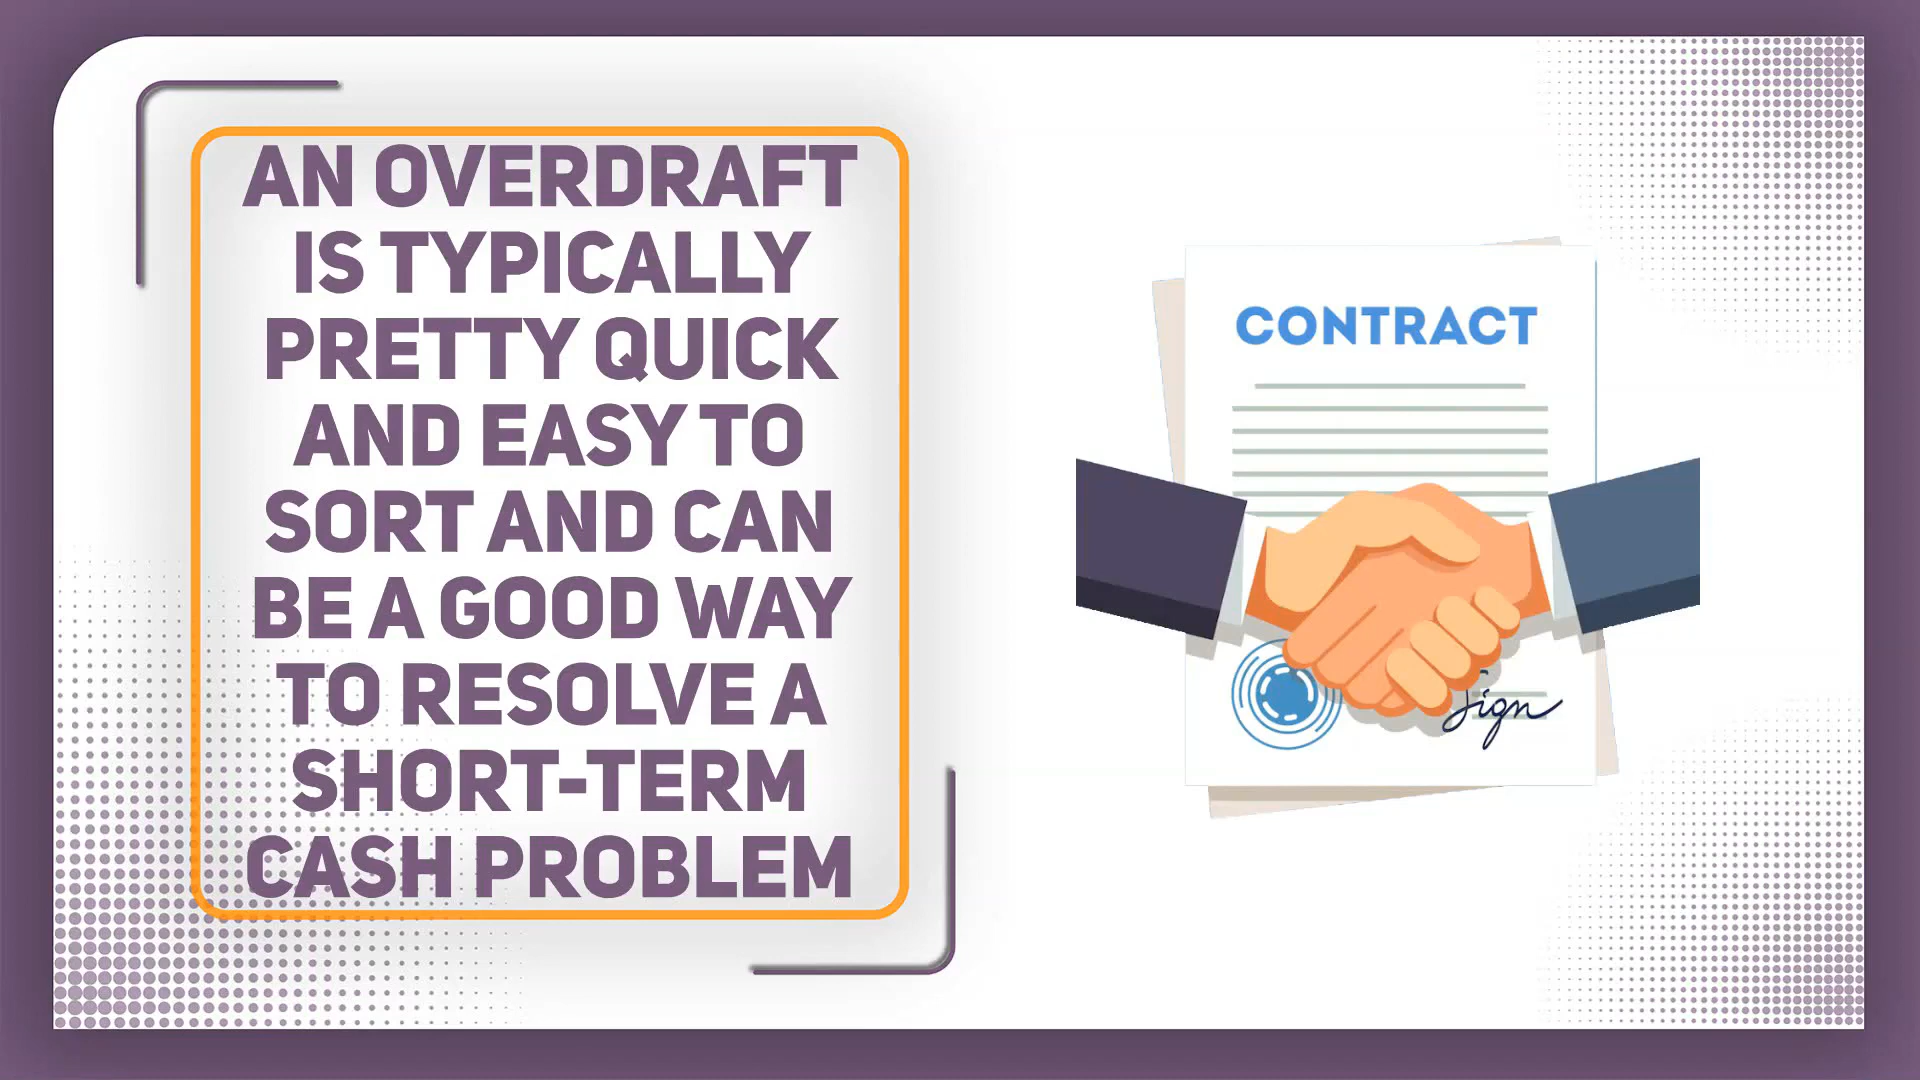 AN OVERDRAFT
IS TYPICALLY
PRETTY QUICK
AND EASY TO
SORT AND CAN
BE A GOOD WAY
TO RESOLVE A
SHORT-TERM
CASH PROBLEM
CONTRACT
Sign